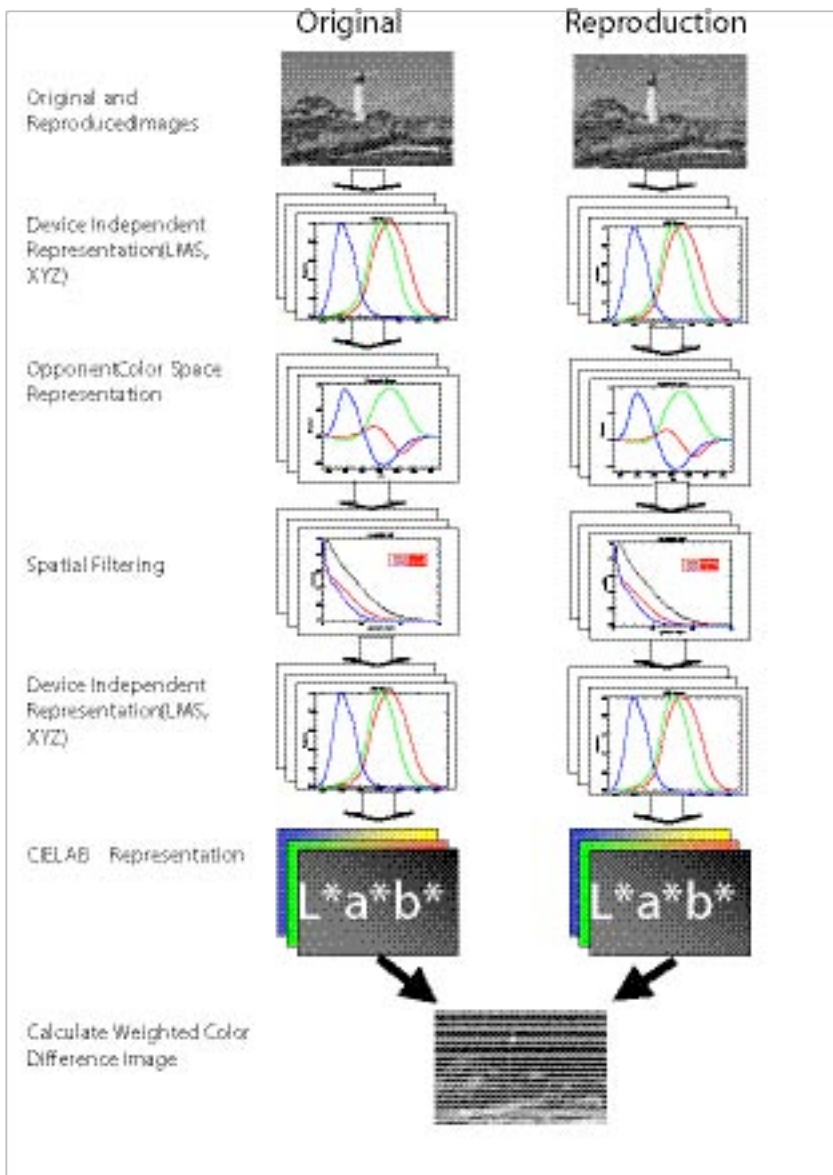 Original
Reproduction
Original and
ReproducedImages
Device Independent
Representation(LMS,
XYZ)
OpponentColor Space
Representation
Spatial Filtering
Device Independent
Representation(LMS,
XYZ)
CIELAB Representation
L*a*b*
L*a*b*
Calculate Weighted Color
Difference Image